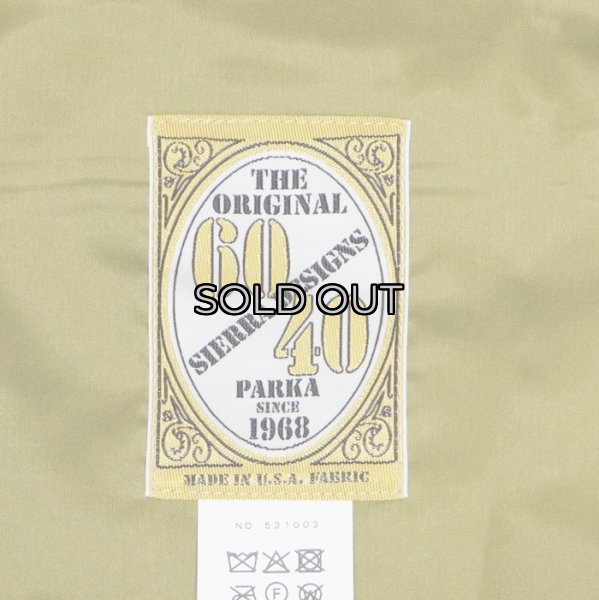 THE
ORIGINAL
60
SIERRA DESIGNS
40
SOLD OUT
PARKA
SINCE
1968
MADE IN U.S.A. FABRIC
NO 531003
F